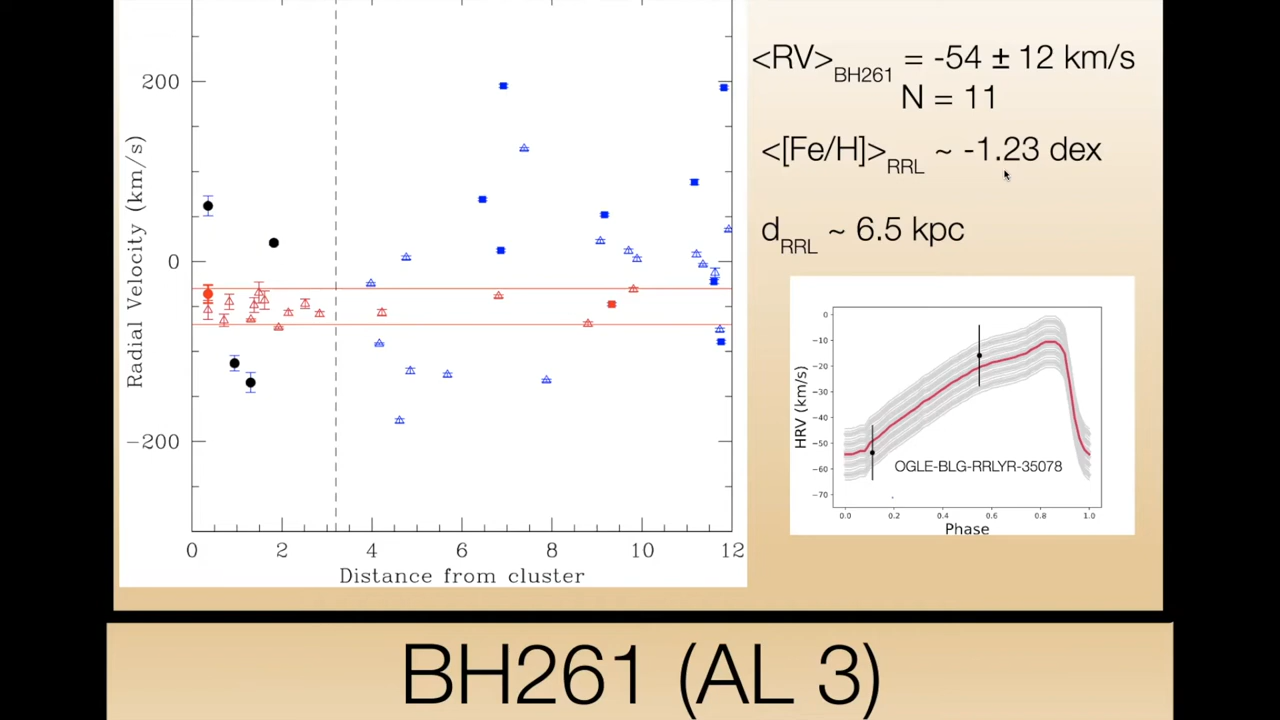 200
0
−200
Radial Velocity (km/s)
0 2 4 6 8 10 12
Distance from cluster
<RV>BH261 = -54 ± 12 km/s
N = 11
<[Fe/H]>RRL ~ -1.23 dex
dRRL ~ 6.5 kpc
0
−10
−20
−30
−40
−50
−60
−70
HRV (km/s)
OGLE-BLG-RRLYR-35078
0.0 0.2 0.4 0.6 0.8 1.0
Phase
BH261 (AL 3)